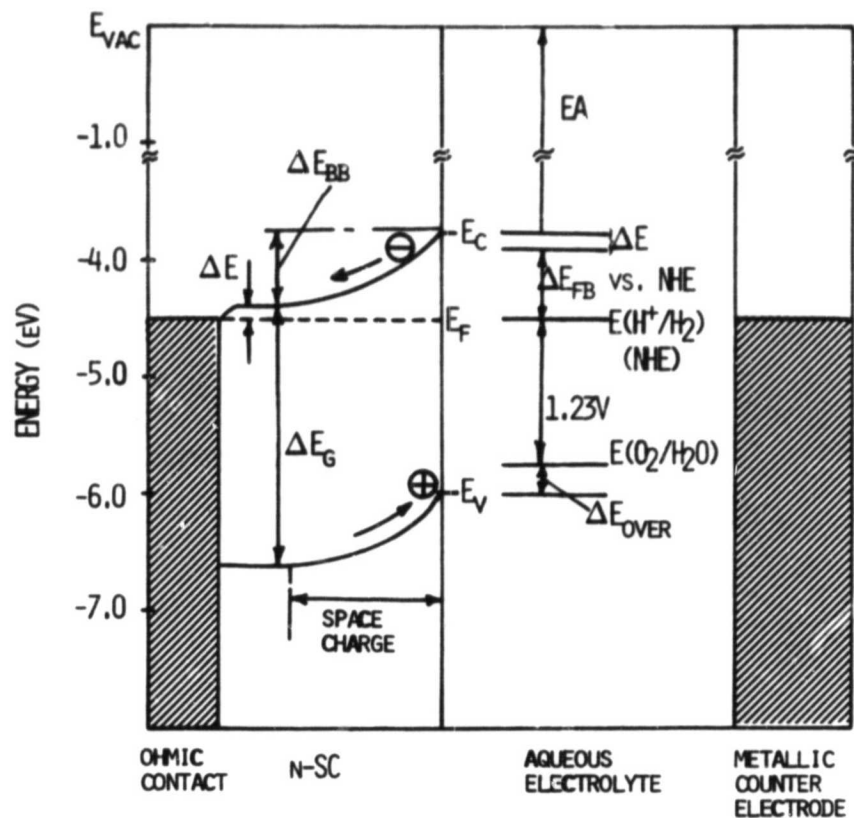 E_VAC
EA
-1.0
ΔE_BB
E_C
ΔE
-4.0
ΔE
ΔE_FB VS. NHE
E_F
E(H⁺/H₂)
(NHE)
-5.0
ENERGY (EV)
1.23V
ΔE_G
E(O₂/H₂O)
-6.0
E_V
ΔE_OVER
-7.0
SPACE
CHARGE
OHMIC
CONTACT
N-SC
AQUEOUS
ELECTROLYTE
METALLIC
COUNTER
ELECTRODE